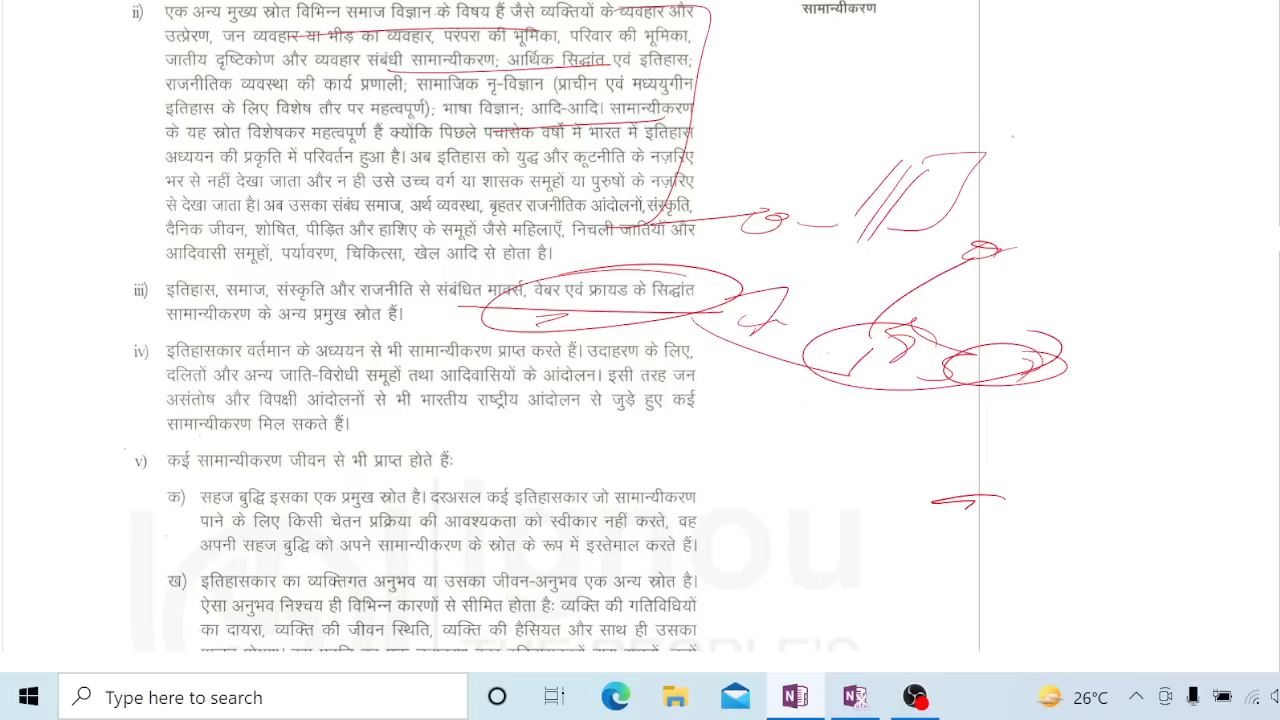 सामान्यीकरण
ii) एक अन्य मुख्य स्रोत विभिन्न समाज विज्ञान के विषय हैं जैसे व्यक्तियों के व्यवहार और
उत्प्रेरण, जन व्यवहार या भीड़ का व्यवहार, परंपरा की भूमिका, परिवार की भूमिका,
जातीय दृष्टिकोण और व्यवहार संबंधी सामान्यीकरण; आर्थिक सिद्धांत एवं इतिहास;
राजनीतिक व्यवस्था की कार्य प्रणाली; सामाजिक नृ-विज्ञान (प्राचीन एवं मध्ययुगीन
इतिहास के लिए विशेष तौर पर महत्वपूर्ण); भाषा विज्ञान; आदि-आदि। सामान्यीकरण
के यह स्रोत विशेषकर महत्वपूर्ण हैं क्योंकि पिछले पचासेक वर्षों में भारत में इतिहास
अध्ययन की प्रकृति में परिवर्तन हुआ है। अब इतिहास को युद्ध और कूटनीति के नज़रिए
भर से नहीं देखा जाता और न ही उसे उच्च वर्ग या शासक समूहों या पुरुषों के नज़रिए
से देखा जाता है। अब उसका संबंध समाज, अर्थ व्यवस्था, बृहतर राजनीतिक आंदोलनों, संस्कृति,
दैनिक जीवन, शोषित, पीड़ित और हाशिए के समूहों जैसे महिलाएँ, निचली जातियों और
आदिवासी समूहों, पर्यावरण, चिकित्सा, खेल आदि से होता है।
iii) इतिहास, समाज, संस्कृति और राजनीति से संबंधित मार्क्स, वेबर एवं फ्रायड के सिद्धांत
सामान्यीकरण के अन्य प्रमुख स्रोत हैं।
iv) इतिहासकार वर्तमान के अध्ययन से भी सामान्यीकरण प्राप्त करते हैं। उदाहरण के लिए,
दलितों और अन्य जाति-विरोधी समूहों तथा आदिवासियों के आंदोलन। इसी तरह जन
असंतोष और विपक्षी आंदोलनों से भी भारतीय राष्ट्रीय आंदोलन से जुड़े हुए कई
सामान्यीकरण मिल सकते हैं।
v) कई सामान्यीकरण जीवन से भी प्राप्त होते हैंः
क) सहज बुद्धि इसका एक प्रमुख स्रोत है। दरअसल कई इतिहासकार जो सामान्यीकरण
पाने के लिए किसी चेतन प्रक्रिया की आवश्यकता को स्वीकार नहीं करते, वह
अपनी सहज बुद्धि को अपने सामान्यीकरण के स्रोत के रूप में इस्तेमाल करते हैं।
ख) इतिहासकार का व्यक्तिगत अनुभव या उसका जीवन-अनुभव एक अन्य स्रोत है।
ऐसा अनुभव निश्चय ही विभिन्न कारणों से सीमित होता हैः व्यक्ति की गतिविधियों
का दायरा, व्यक्ति की जीवन स्थिति, व्यक्ति की हैसियत और साथ ही उसका
ignou
THE PEOPLE'S
Type here to search
26°C